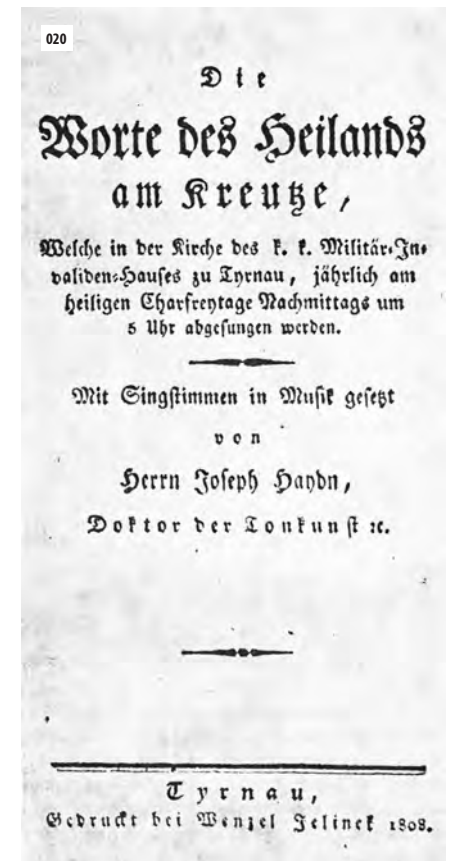 020
Die
Worte des Heilands
am Kreutze,
Welche in der Kirche des k. k. Militär-In-
validen-Hauses zu Tyrnau, jährlich am
heiligen Charfreytage Nachmittags um
5 Uhr abgesungen werden.
Mit Singstimmen in Musik gesetzt
von
Herrn Joseph Haydn,
Doktor der Tonkunst ꝛc.
Tyrnau,
Gedruckt bei Wenzel Jelinek 1808.